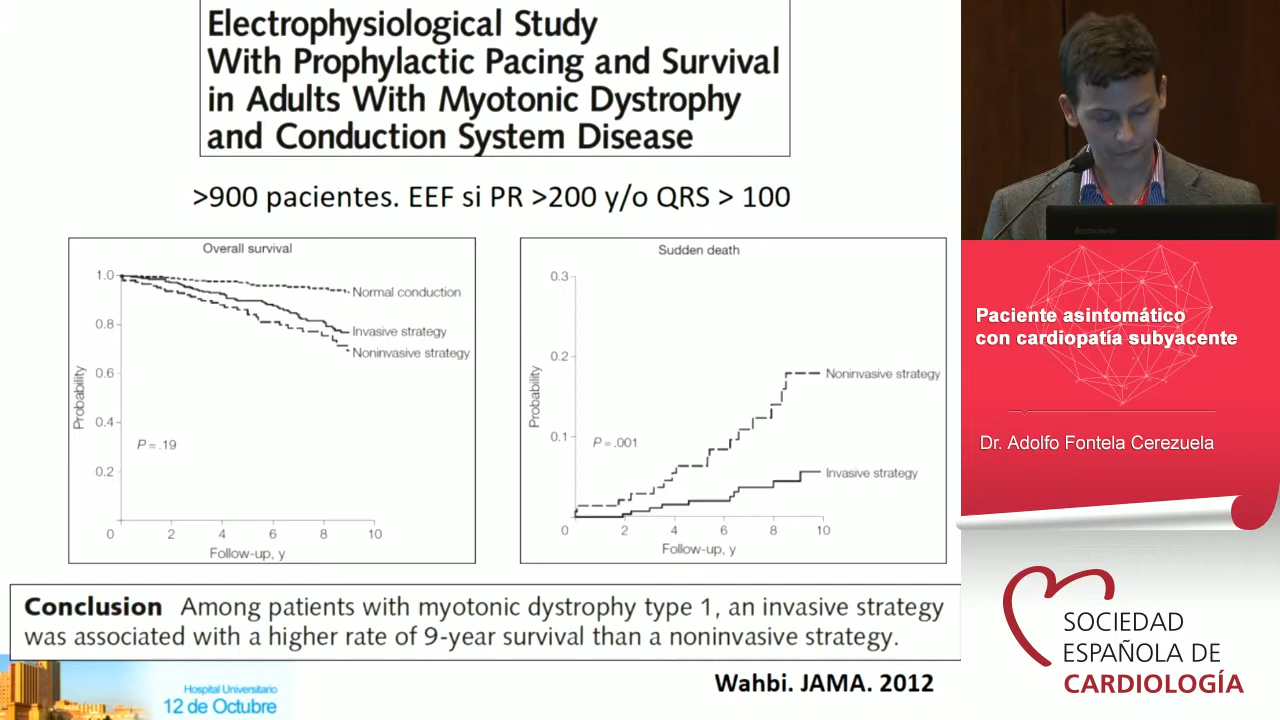 Electrophysiological Study
With Prophylactic Pacing and Survival
in Adults With Myotonic Dystrophy
and Conduction System Disease
>900 pacientes. EEF si PR >200 y/o QRS > 100
Overall survival
1.0
0.8
0.6
0.4
0.2
Probability
Normal conduction
Invasive strategy
Noninvasive strategy
P = .19
0 2 4 6 8 10
Follow-up, y
Sudden death
0.3
0.2
0.1
Probability
Noninvasive strategy
P = .001
Invasive strategy
0 2 4 6 8 10
Follow-up, y
Conclusion Among patients with myotonic dystrophy type 1, an invasive strategy
was associated with a higher rate of 9-year survival than a noninvasive strategy.
Hospital Universitario
12 de Octubre
Wahbi. JAMA. 2012
Paciente asintomático
con cardiopatía subyacente
Dr. Adolfo Fontela Cerezuela
SOCIEDAD
ESPAÑOLA DE
CARDIOLOGÍA